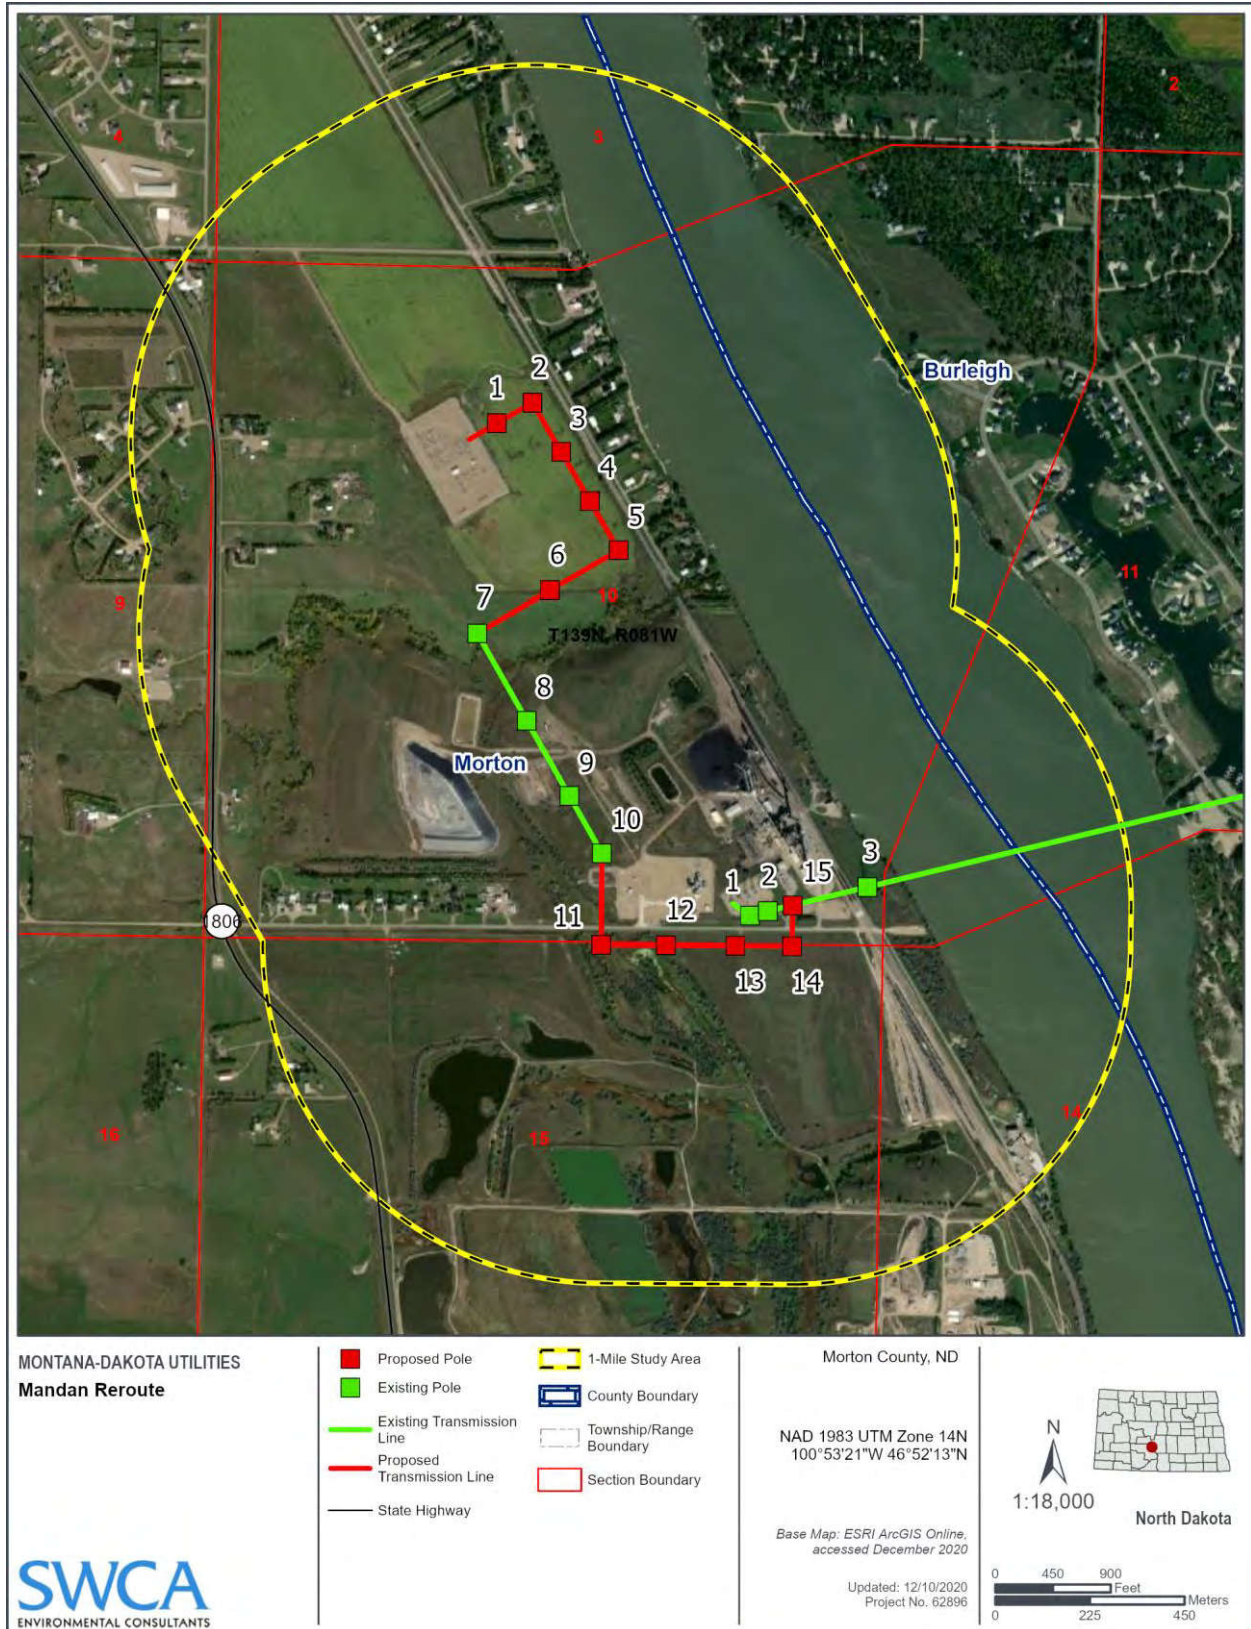 4
3
2
Burleigh
1
2
3
4
5
6
10
7
T139N, R081W
9
11
8
Morton
9
10
3
1
2
15
1806
11
12
13
14
14
16
15
MONTANA-DAKOTA UTILITIES
Mandan Reroute
SWCA
ENVIRONMENTAL CONSULTANTS
Proposed Pole
Existing Pole
Existing Transmission
Line
Proposed
Transmission Line
State Highway
1-Mile Study Area
County Boundary
Township/Range
Boundary
Section Boundary
Morton County, ND
NAD 1983 UTM Zone 14N
100°53'21"W 46°52'13"N
Base Map: ESRI ArcGIS Online,
accessed December 2020
Updated: 12/10/2020
Project No. 62896
N
1:18,000
North Dakota
0 450 900
Feet
Meters
0 225 450